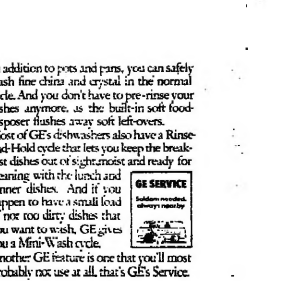 addition to pots and pans, you can safely
ash fine china and crystal in the normal
cle. And you don't have to pre-rinse your
shes anymore, as the built-in soft food-
sposer flushes away soft left-overs.
ost of GE's dishwashers also have a Rinse-
d-Hold cycle that lets you keep the break-
st dishes out of sight, moist and ready for
eaning with the lunch and
nner dishes. And if you
ppen to have a small load
not too dirty dishes that
u want to wash, GE gives
u a Mini-Wash cycle.
nother GE feature is one that you'll most
obably not use at all, that's GE's Service.
GE SERVICE
Seldom needed,
always nearby